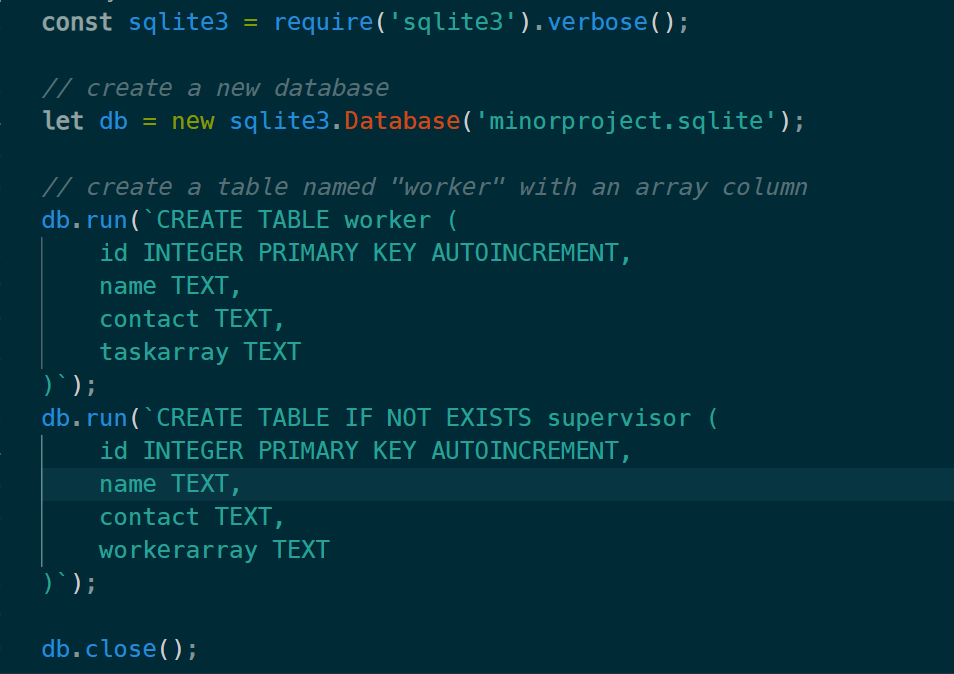 const sqlite3 = require('sqlite3').verbose();
// create a new database
let db = new sqlite3.Database('minorproject.sqlite');
// create a table named "worker" with an array column
db.run(`CREATE TABLE worker (
id INTEGER PRIMARY KEY AUTOINCREMENT,
name TEXT,
contact TEXT,
taskarray TEXT
)`);
db.run(`CREATE TABLE IF NOT EXISTS supervisor (
id INTEGER PRIMARY KEY AUTOINCREMENT,
name TEXT,
contact TEXT,
workerarray TEXT
)`);
db.close();